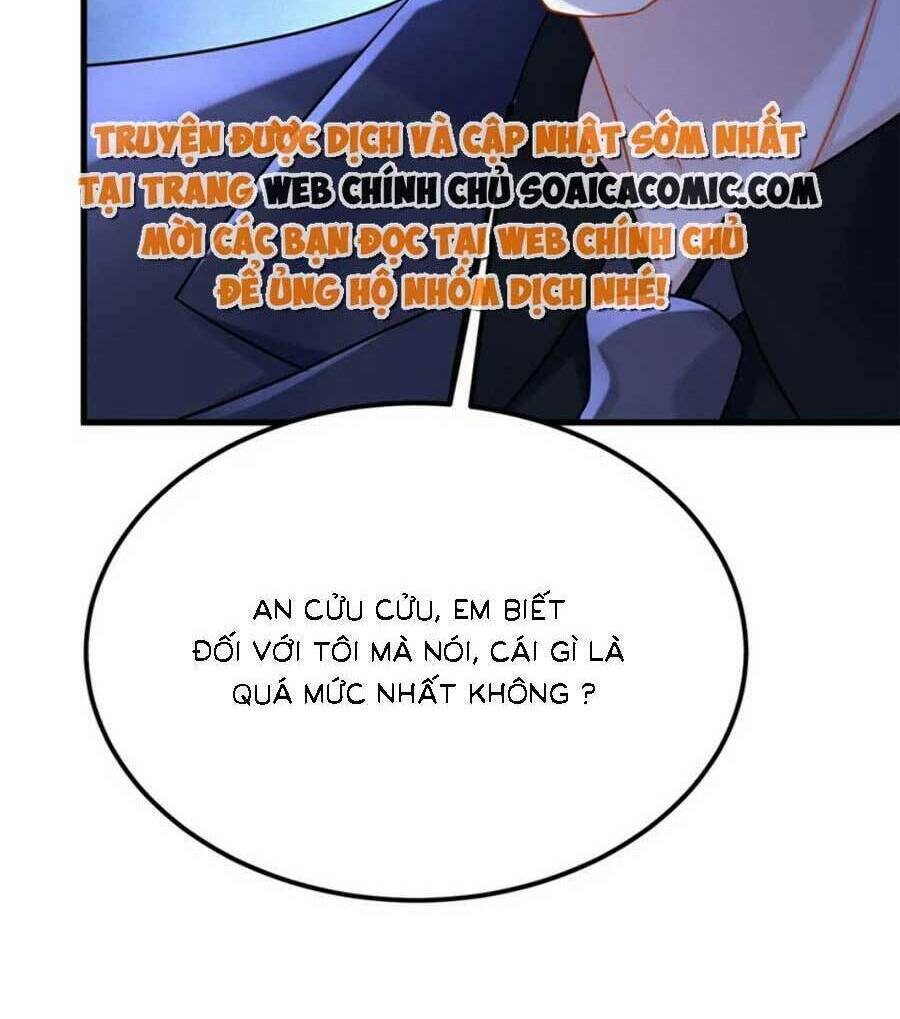 TRUYỆN ĐƯỢC DỊCH VÀ CẬP NHẬT SỚM NHẤT
TẠI TRANG WEB CHÍNH CHỦ SOAICACOMIC.COM
MỜI CÁC BẠN ĐỌC TẠI WEB CHÍNH CHỦ
ĐỂ ỦNG HỘ NHÓM DỊCH NHÉ!
AN CỬU CỬU, EM BIẾT
ĐỐI VỚI TÔI MÀ NÓI, CÁI GÌ LÀ
QUÁ MỨC NHẤT KHÔNG ?